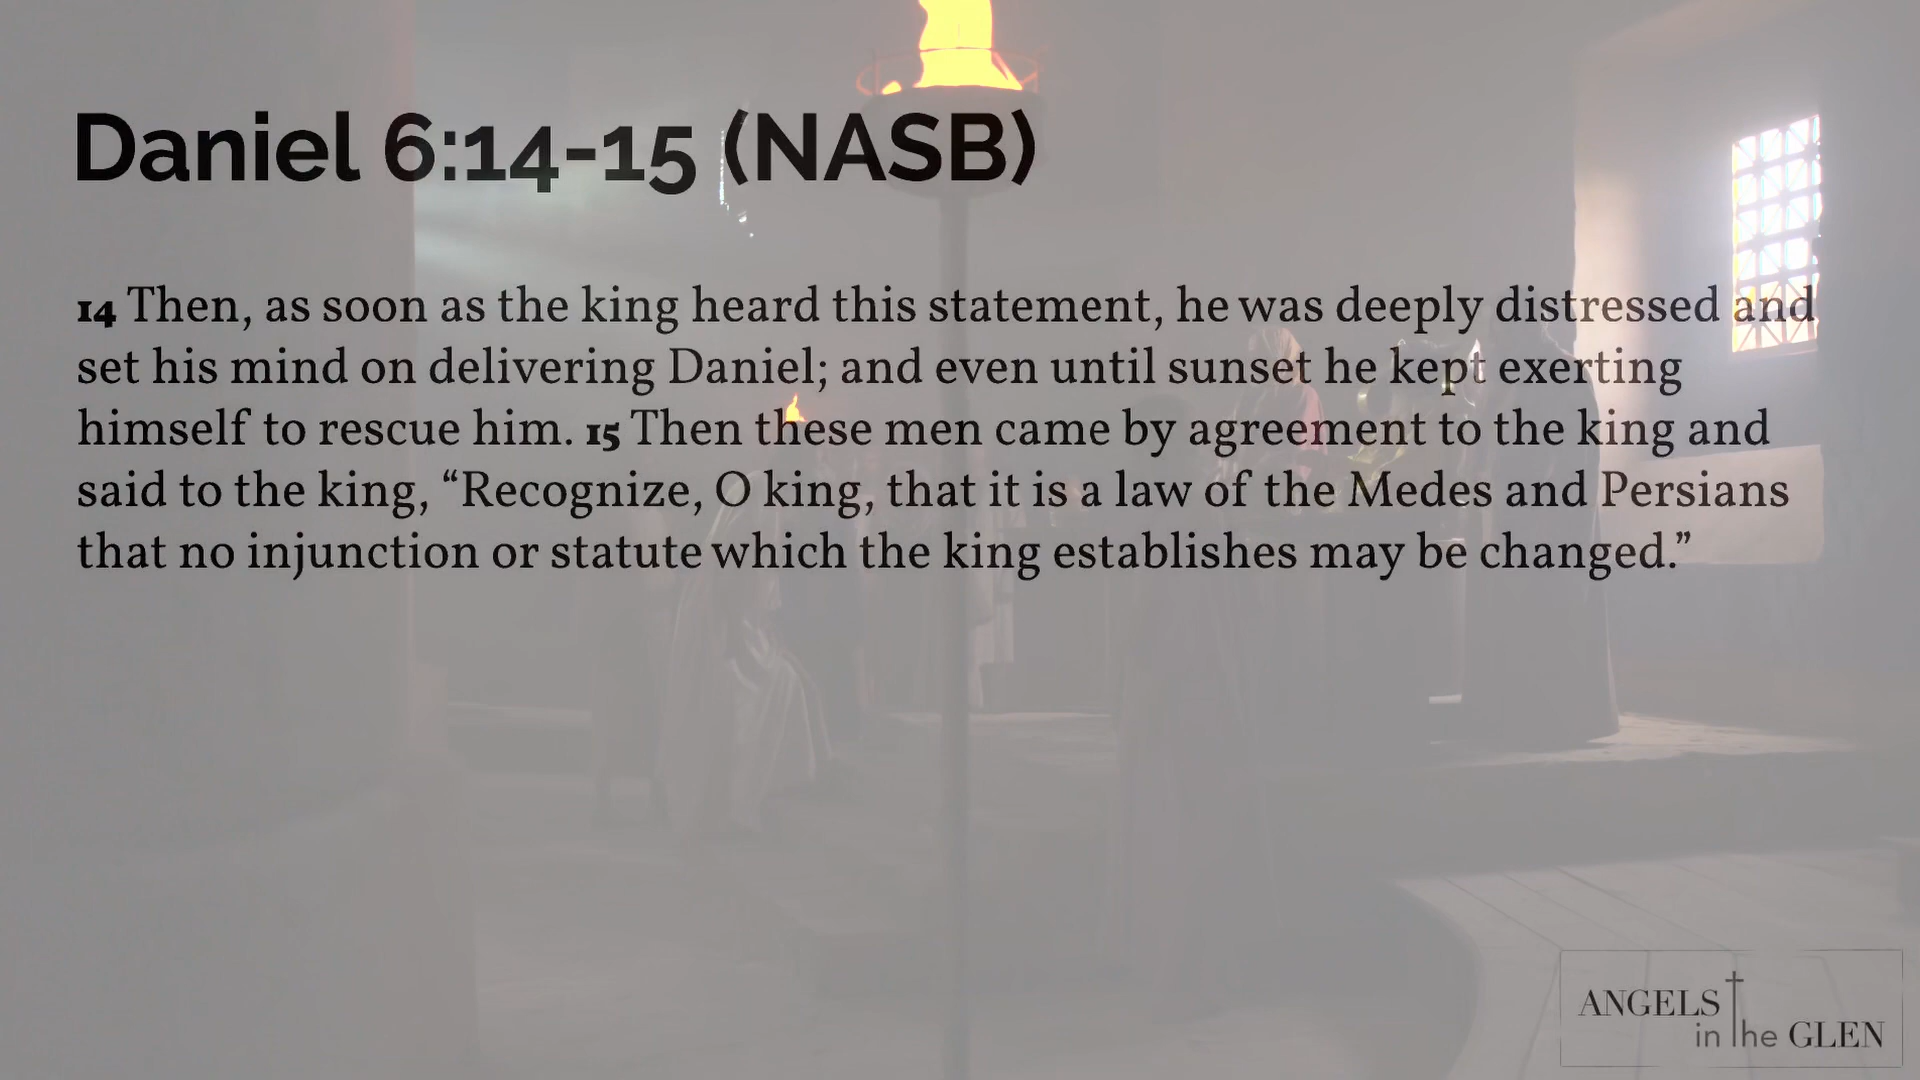 Daniel 6:14-15 (NASB)
14 Then, as soon as the king heard this statement, he was deeply distressed and
set his mind on delivering Daniel; and even until sunset he kept exerting
himself to rescue him. 15 Then these men came by agreement to the king and
said to the king, “Recognize, O king, that it is a law of the Medes and Persians
that no injunction or statute which the king establishes may be changed.”
ANGELS
in the GLEN